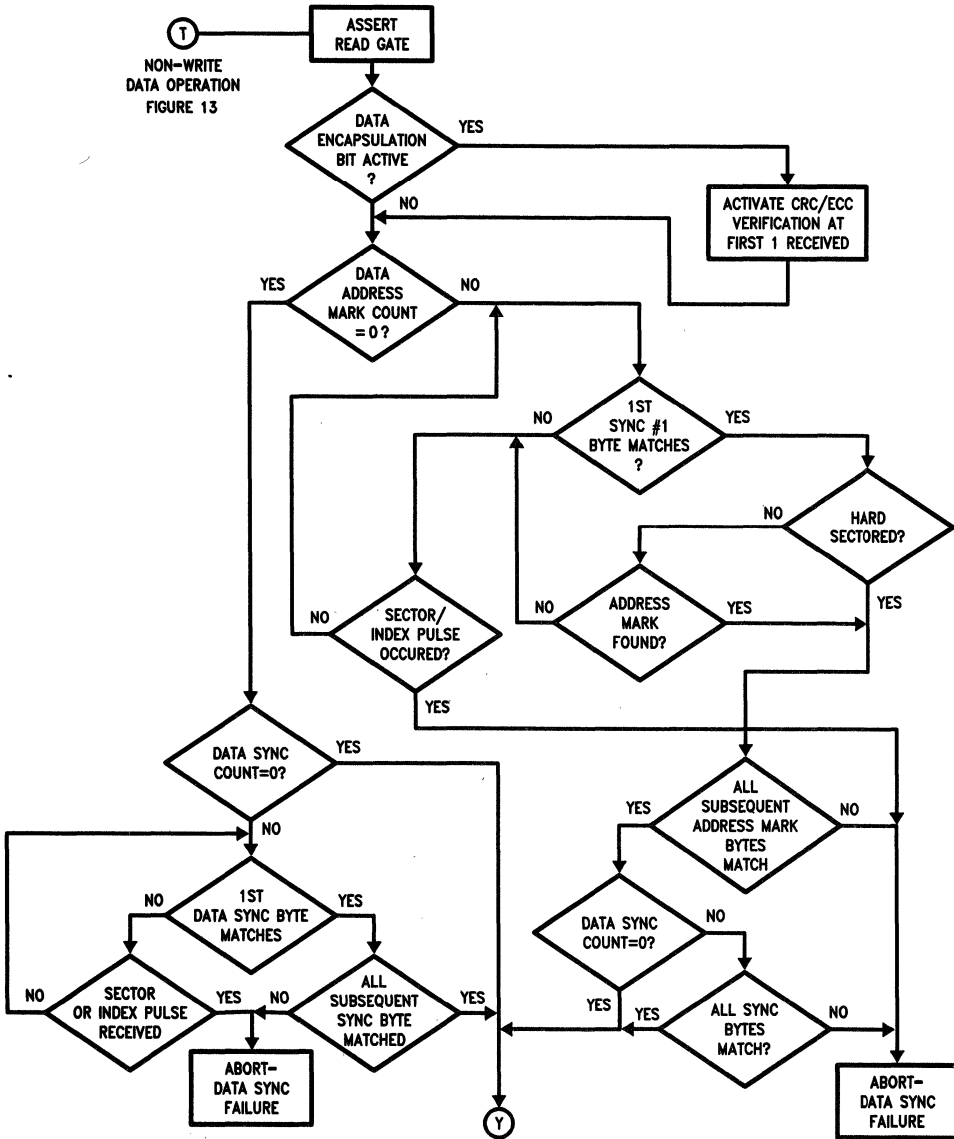 ASSERT
READ GATE
T
NON-WRITE
DATA OPERATION
FIGURE 13
DATA
ENCAPSULATION
BIT ACTIVE
?
YES
NO
ACTIVATE CRC/ECC
VERIFICATION AT
FIRST 1 RECEIVED
YES
DATA
ADDRESS
MARK COUNT
=0?
NO
NO
1ST
SYNC #1
BYTE MATCHES
?
YES
NO
HARD
SECTORED?
YES
NO
SECTOR/
INDEX PULSE
OCCURED?
YES
NO
ADDRESS
MARK
FOUND?
YES
DATA SYNC
COUNT=0?
YES
NO
YES
ALL
SUBSEQUENT
ADDRESS MARK
BYTES
MATCH
NO
NO
1ST
DATA SYNC BYTE
MATCHES
YES
DATA SYNC
COUNT=0?
NO
YES
NO
SECTOR
OR INDEX PULSE
RECEIVED
YES
NO
ALL
SUBSEQUENT
SYNC BYTE
MATCHED
YES
YES
ALL SYNC
BYTES
MATCH?
NO
ABORT-
DATA SYNC
FAILURE
Y
ABORT-
DATA SYNC
FAILURE